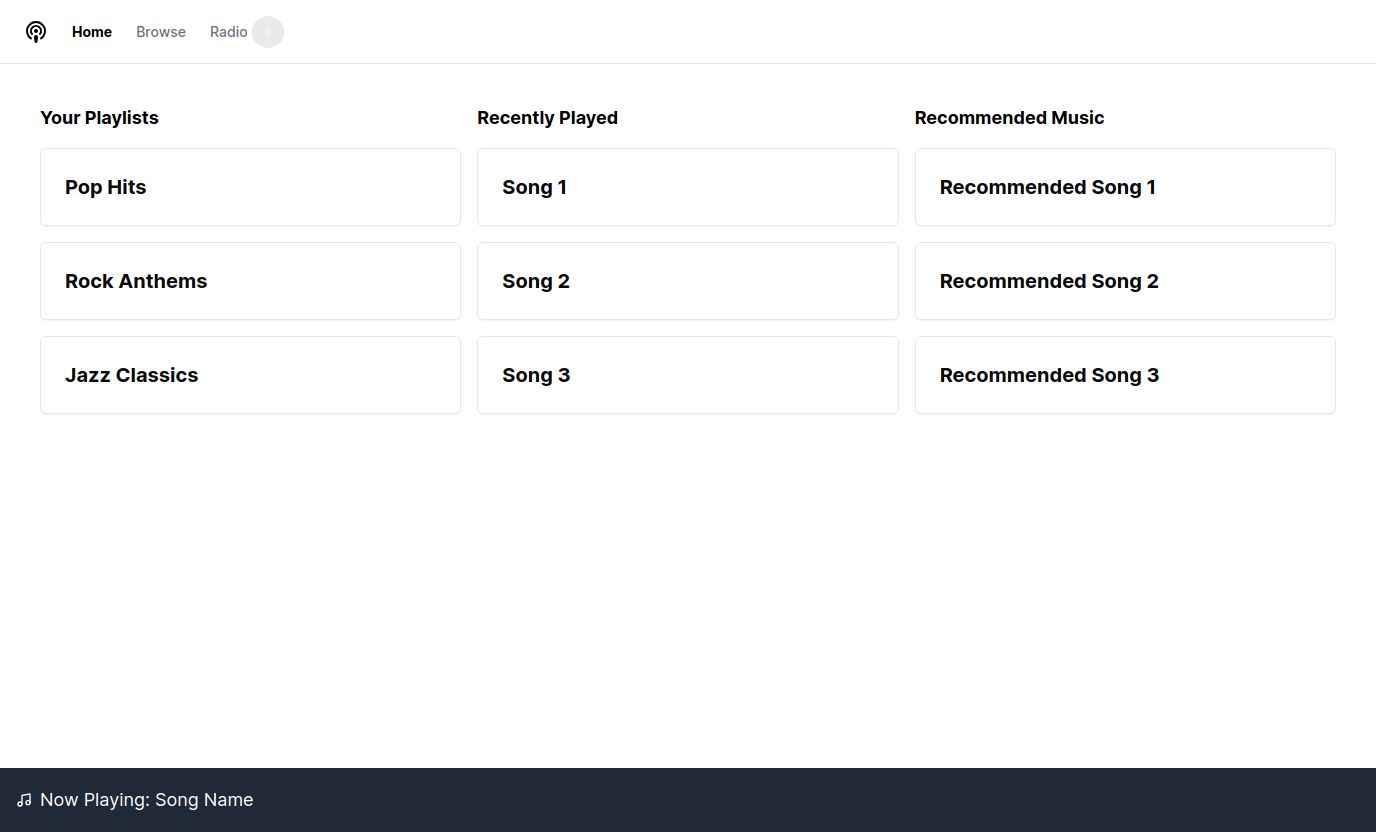 Home Browse Radio
Your Playlists
Pop Hits
Rock Anthems
Jazz Classics
Recently Played
Song 1
Song 2
Song 3
Recommended Music
Recommended Song 1
Recommended Song 2
Recommended Song 3
Now Playing: Song Name